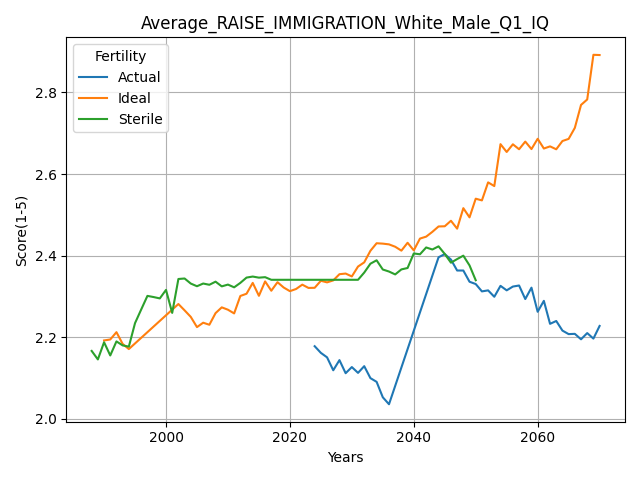 Average_RAISE_IMMIGRATION_White_Male_Q1_IQ
Fertility
Actual
Ideal
Sterile
Score(1-5)
2.8
2.6
2.4
2.2
2.0
2000
2020
2040
2060
Years